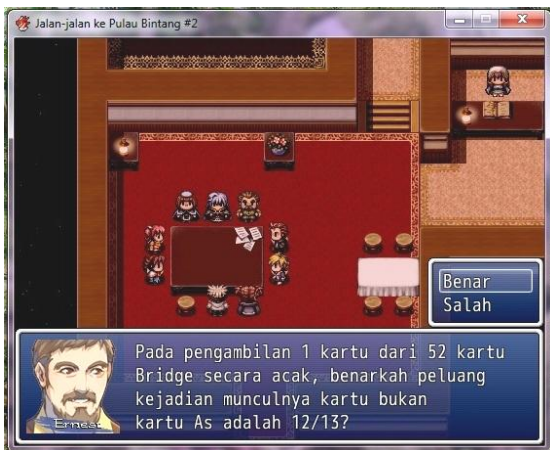 Jalan-jalan ke Pulau Bintang #2
Benar
Salah
Pada pengambilan 1 kartu dari 52 kartu
Bridge secara acak, benarkah peluang
kejadian munculnya kartu bukan
kartu As adalah 12/13?
Ernest